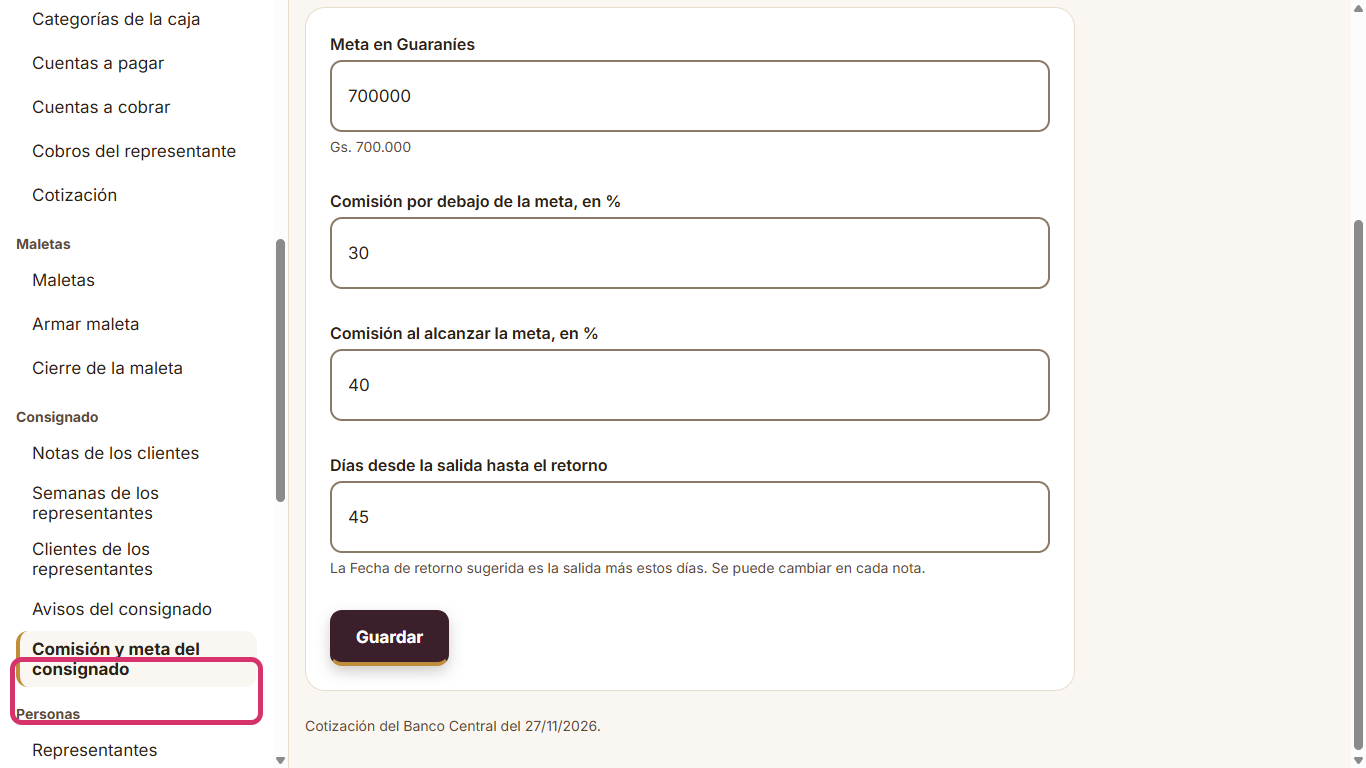 Categorías de la caja
Cuentas a pagar
Cuentas a cobrar
Cobros del representante
Cotización
Maletas
Maletas
Armar maleta
Cierre de la maleta
Consignado
Notas de los clientes
Semanas de los
representantes
Clientes de los
representantes
Avisos del consignado
Comisión y meta del
consignado
Personas
Representantes
Meta en Guaraníes
700000
Gs. 700.000
Comisión por debajo de la meta, en %
30
Comisión al alcanzar la meta, en %
40
Días desde la salida hasta el retorno
45
La Fecha de retorno sugerida es la salida más estos días. Se puede cambiar en cada nota.
Guardar
Cotización del Banco Central del 27/11/2026.